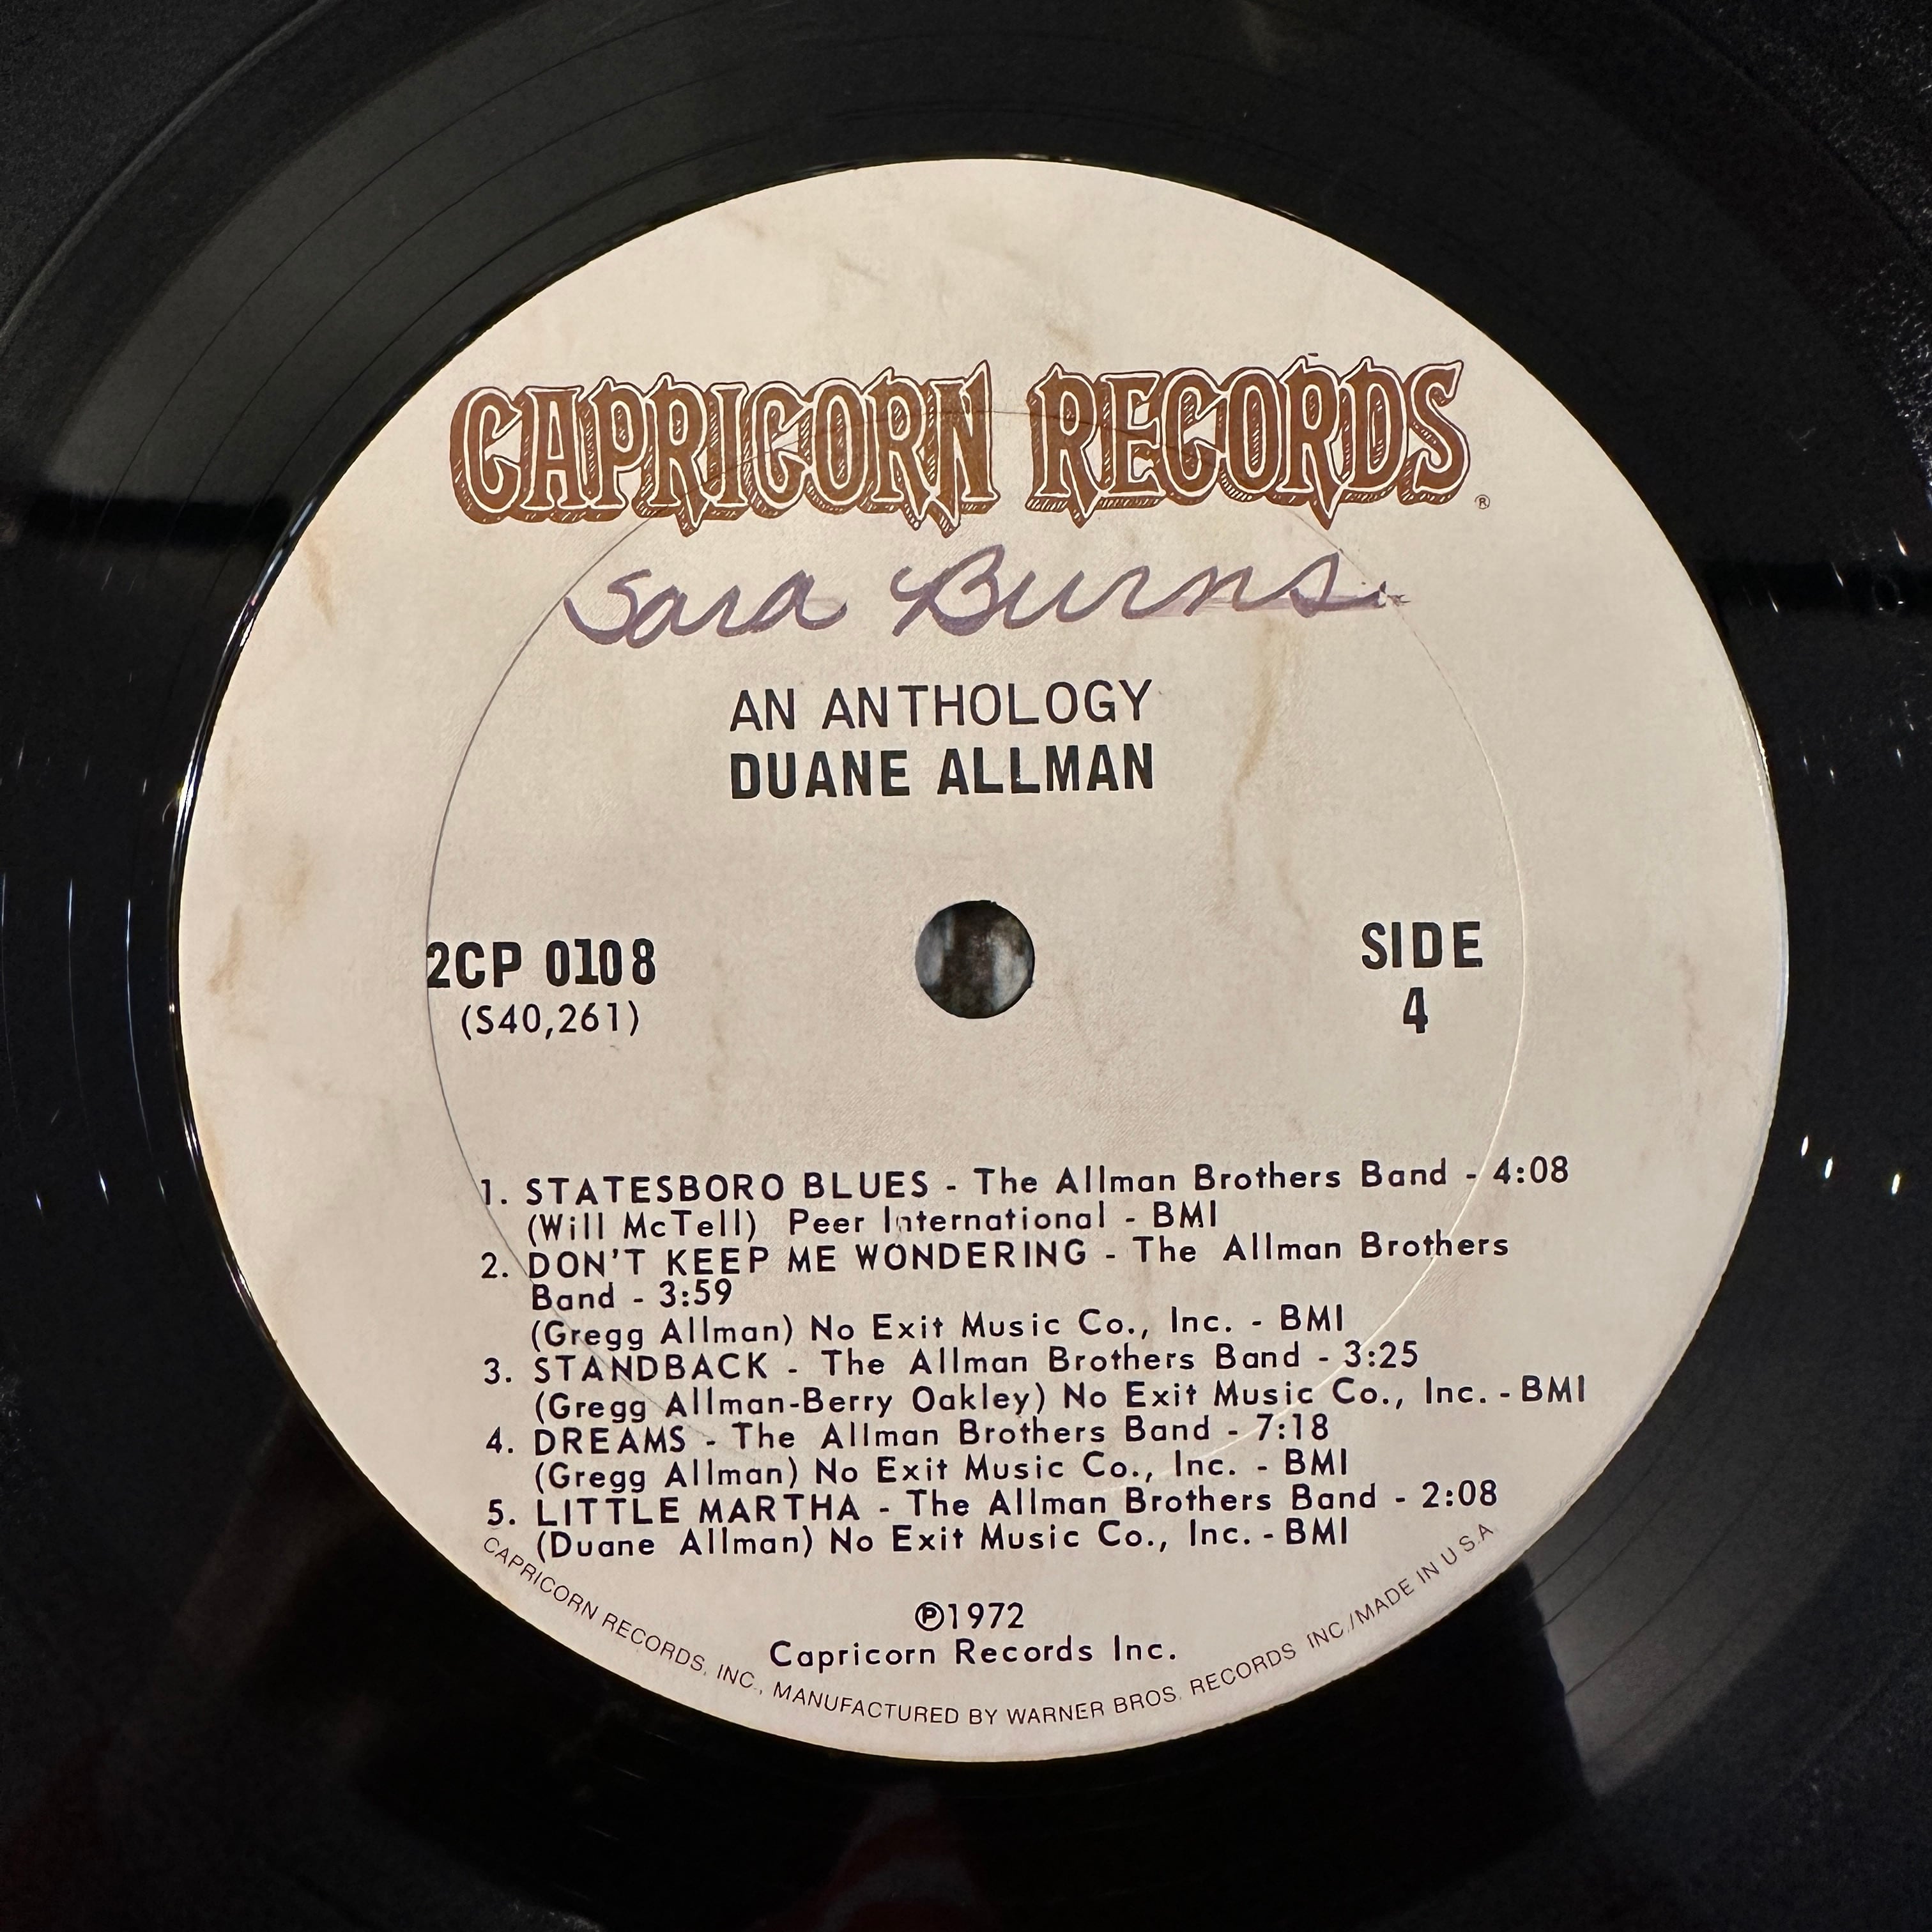 CAPRICORN RECORDS ®
Sara Burns.
AN ANTHOLOGY
DUANE ALLMAN
2CP 0108
(S40,261)
SIDE
4
1. STATESBORO BLUES - The Allman Brothers Band - 4:08
(Will McTell) Peer International - BMI
2. DON'T KEEP ME WONDERING - The Allman Brothers
Band - 3:59
(Gregg Allman) No Exit Music Co., Inc. - BMI
3. STANDBACK - The Allman Brothers Band - 3:25
(Gregg Allman-Berry Oakley) No Exit Music Co., Inc. - BMI
4. DREAMS - The Allman Brothers Band - 7:18
(Gregg Allman) No Exit Music Co., Inc. - BMI
5. LITTLE MARTHA - The Allman Brothers Band - 2:08
(Duane Allman) No Exit Music Co., Inc. - BMI
℗1972
Capricorn Records Inc.
CAPRICORN RECORDS, INC., MANUFACTURED BY WARNER BROS. RECORDS INC./MADE IN U.S.A.